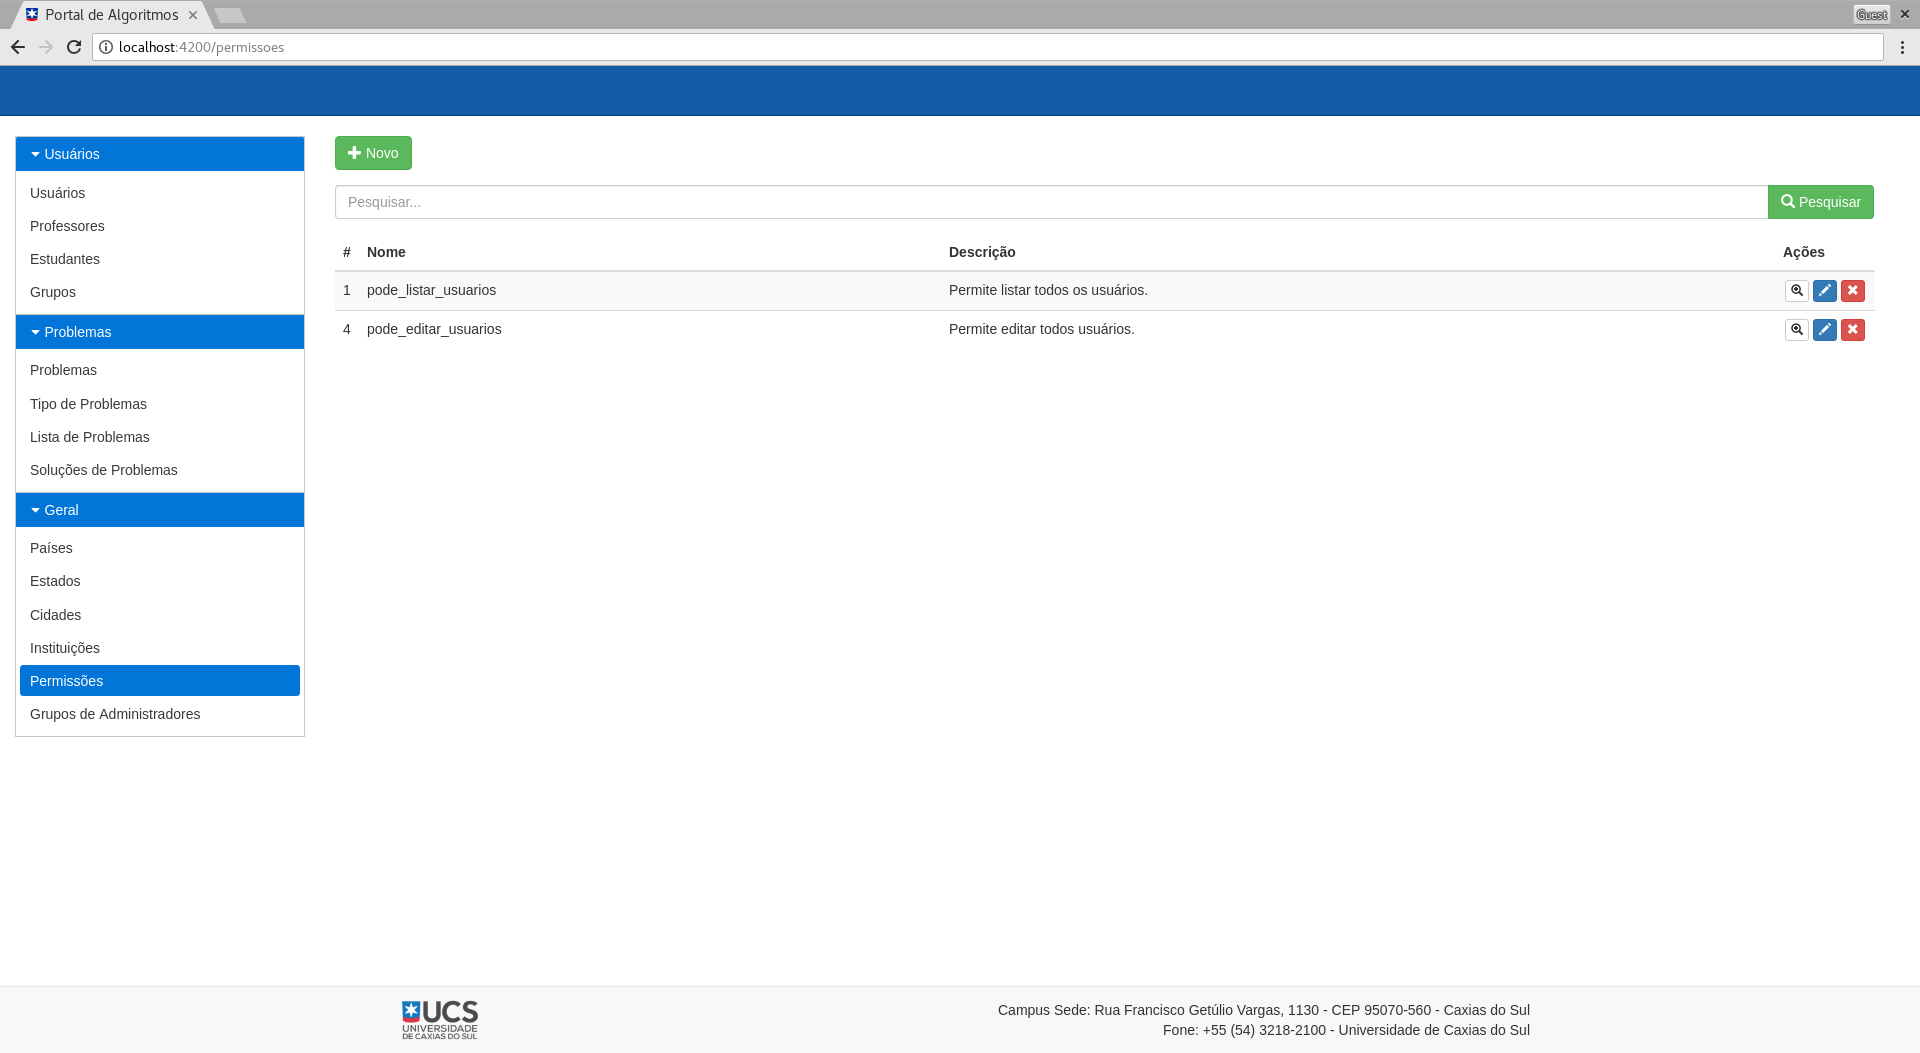 Portal de Algoritmos
Guest
localhost:4200/permissoes
Usuários
Usuários
Professores
Estudantes
Grupos
Problemas
Problemas
Tipo de Problemas
Lista de Problemas
Soluções de Problemas
Geral
Países
Estados
Cidades
Instituições
Permissões
Grupos de Administradores
Novo
Pesquisar... Pesquisar
# Nome Descrição Ações
1 pode_listar_usuarios Permite listar todos os usuários.
4 pode_editar_usuarios Permite editar todos usuários.
UCS
UNIVERSIDADE
DE CAXIAS DO SUL
Campus Sede: Rua Francisco Getúlio Vargas, 1130 - CEP 95070-560 - Caxias do Sul
Fone: +55 (54) 3218-2100 - Universidade de Caxias do Sul